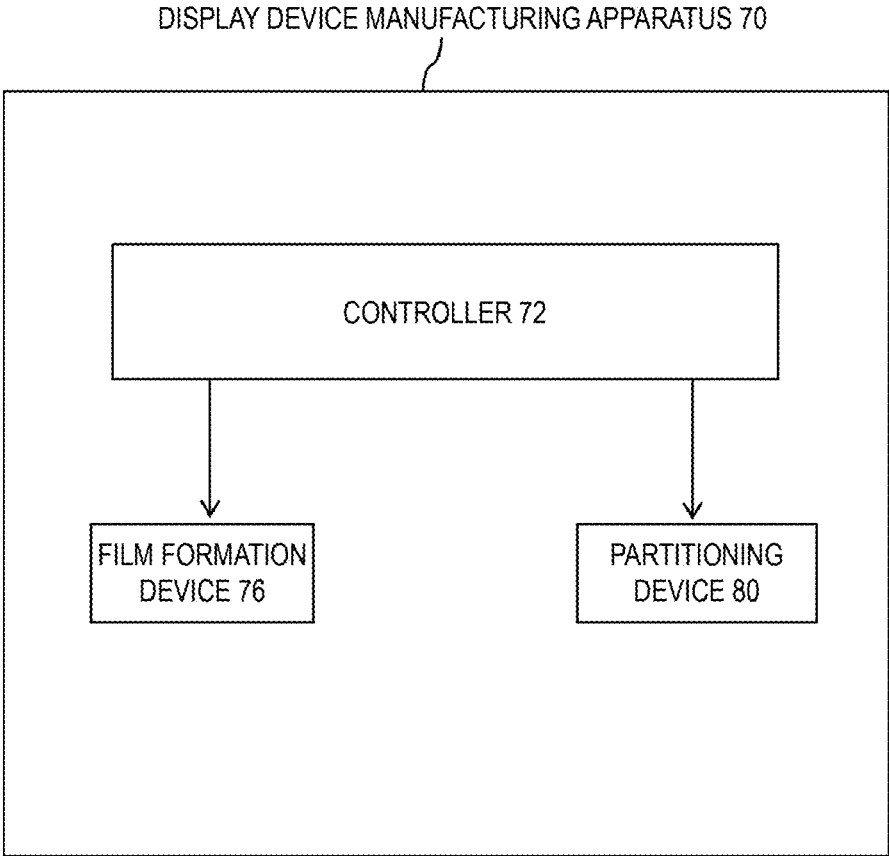 DISPLAY DEVICE MANUFACTURING APPARATUS 70
CONTROLLER 72
FILM FORMATION
DEVICE 76
PARTITIONING
DEVICE 80